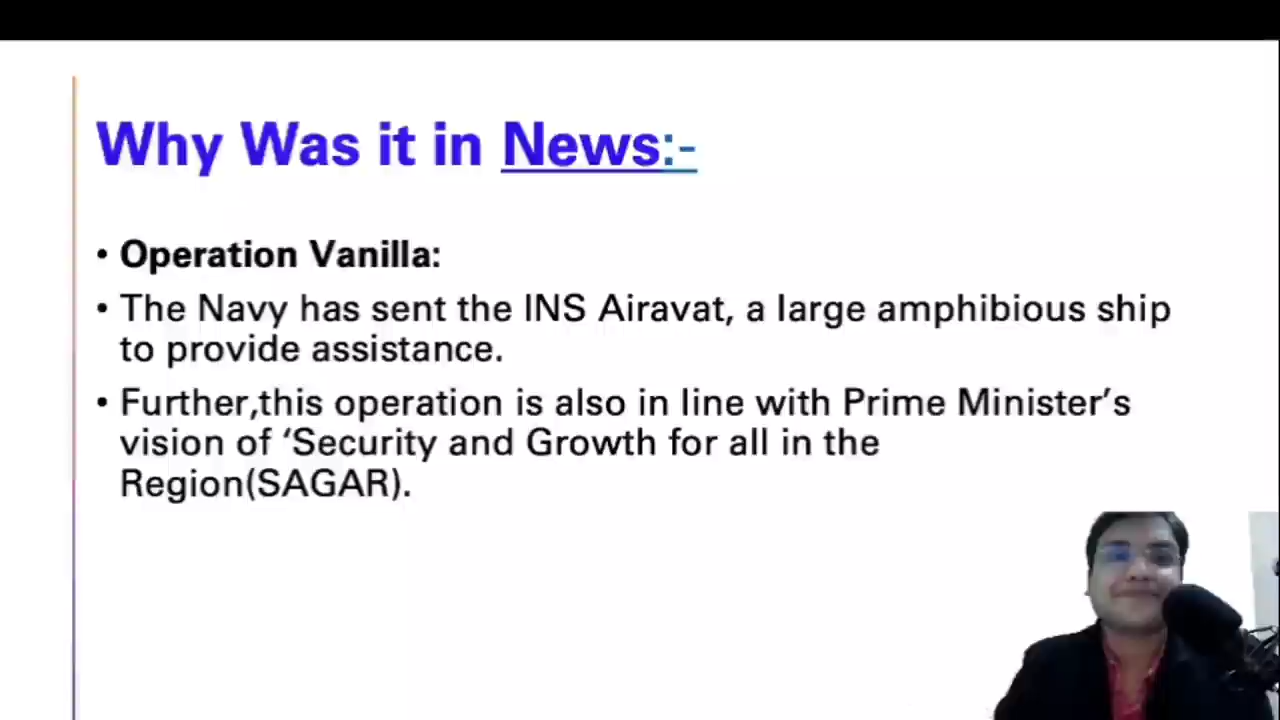 Why Was it in News:-
• Operation Vanilla:
• The Navy has sent the INS Airavat, a large amphibious ship
to provide assistance.
• Further,this operation is also in line with Prime Minister’s
vision of ‘Security and Growth for all in the
Region(SAGAR).